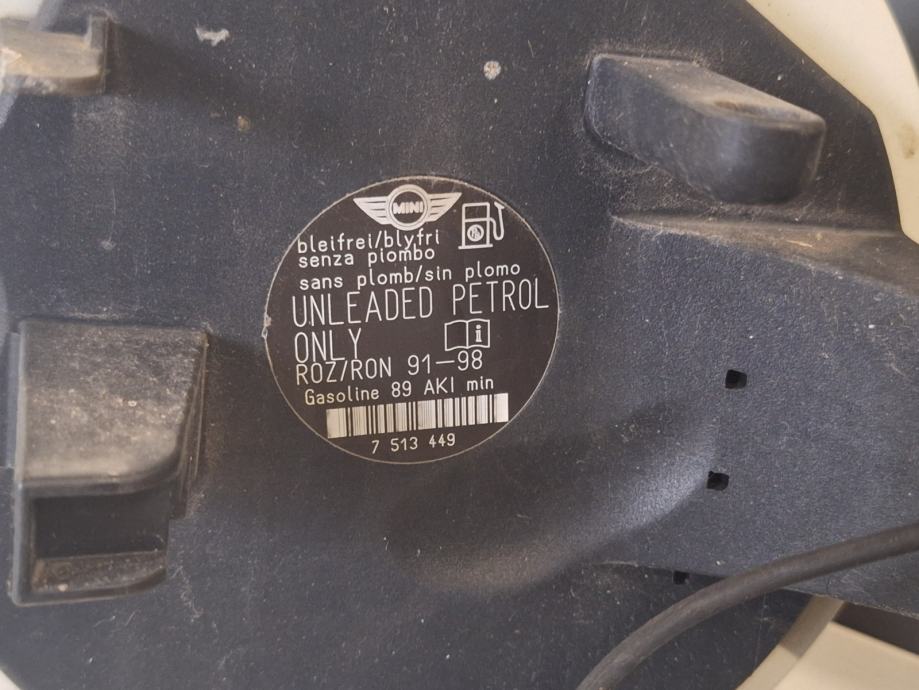 MINI
bleifrei/blyfri
senza piombo
sans plomb/sin plomo
UNLEADED PETROL
ONLY
ROZ/RON 91–98
Gasoline 89 AKI min
7 513 449